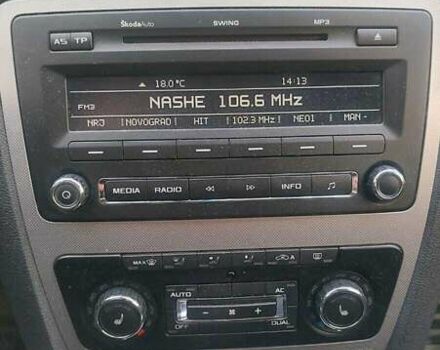 ŠkodaAuto SWING MP3
AS TP
18.0°C 14:13
FM3 NASHE 106.6 MHz
NRJ NOVOGRAD HIT 102.3 MHz NEO1 MAN
MEDIA RADIO INFO
MAX A
AUTO AC
OFF DUAL